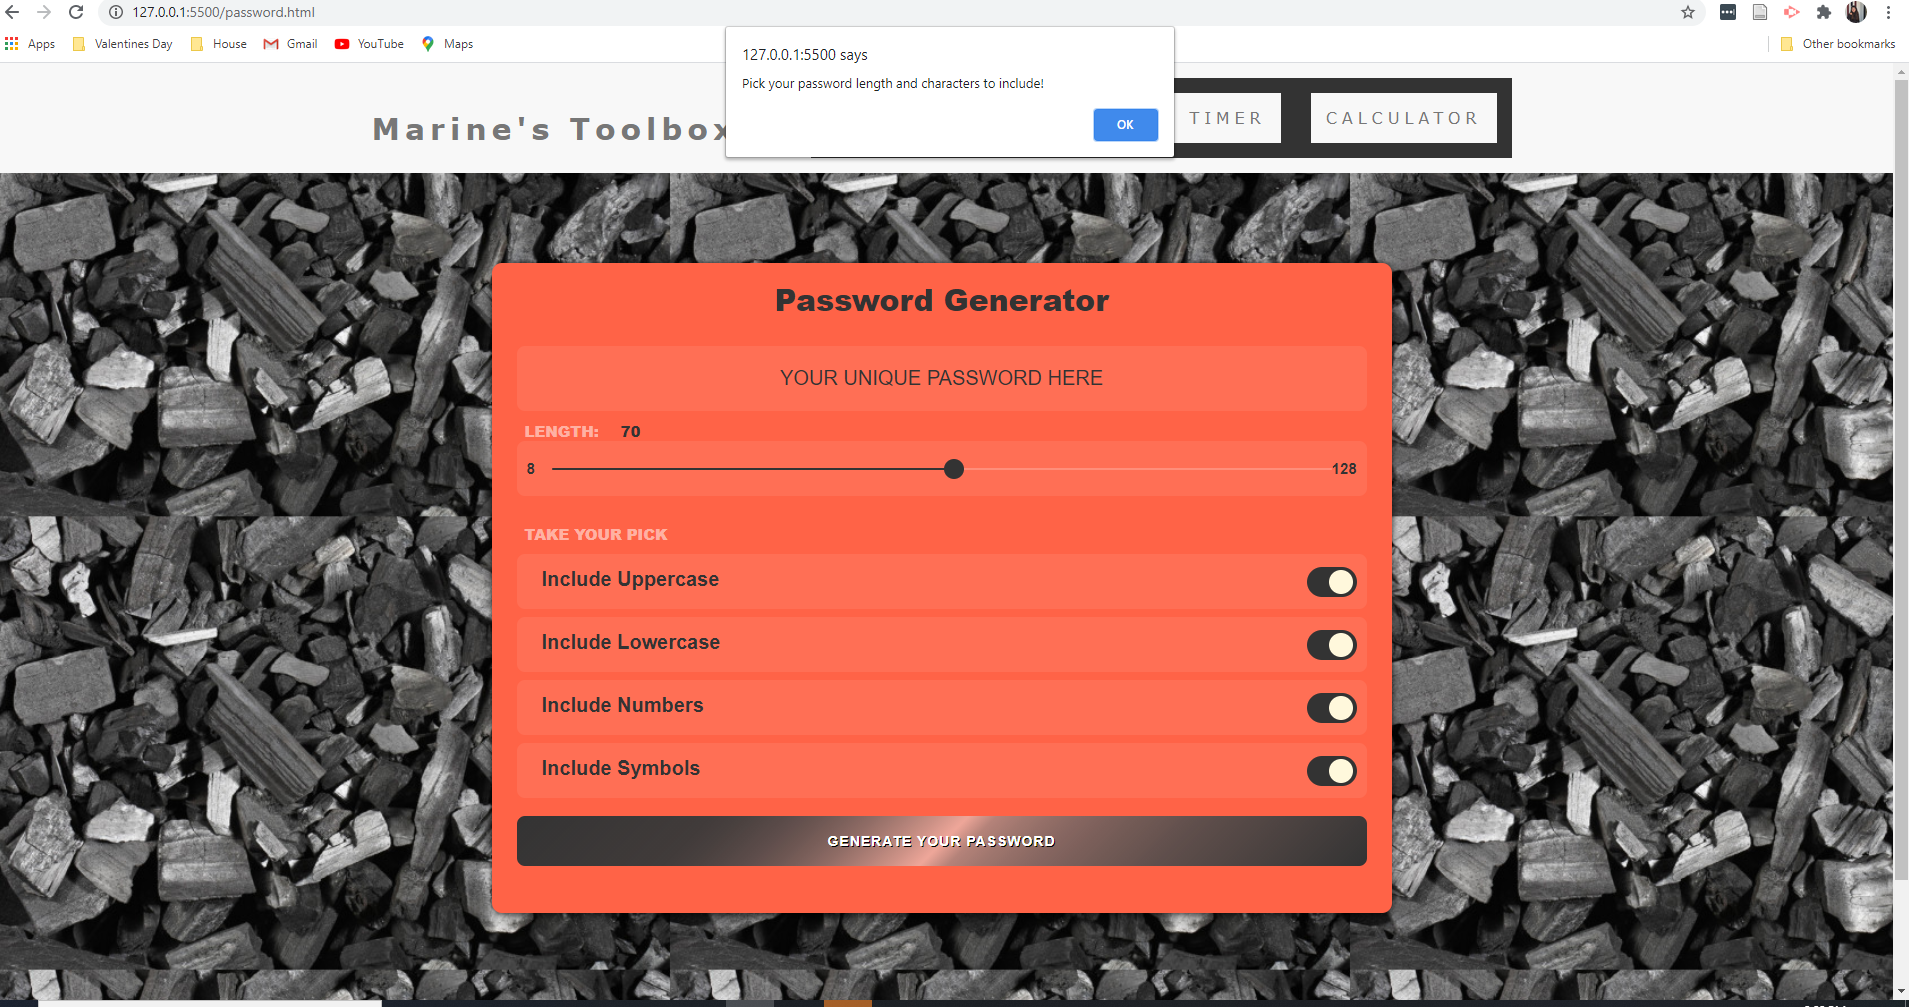 127.0.0.1:5500/password.html
Apps Valentines Day House Gmail YouTube Maps Other bookmarks
127.0.0.1:5500 says
Pick your password length and characters to include!
OK
Marine's Toolbox
TIMER CALCULATOR
Password Generator
YOUR UNIQUE PASSWORD HERE
LENGTH: 70
8 128
TAKE YOUR PICK
Include Uppercase
Include Lowercase
Include Numbers
Include Symbols
GENERATE YOUR PASSWORD